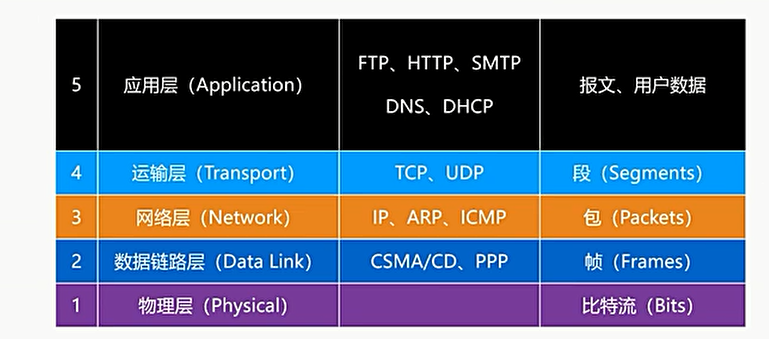 5 应用层（Application） FTP、HTTP、SMTP DNS、DHCP 报文、用户数据
4 运输层（Transport） TCP、UDP 段（Segments）
3 网络层（Network） IP、ARP、ICMP 包（Packets）
2 数据链路层（Data Link） CSMA/CD、PPP 帧（Frames）
1 物理层（Physical） 比特流（Bits）